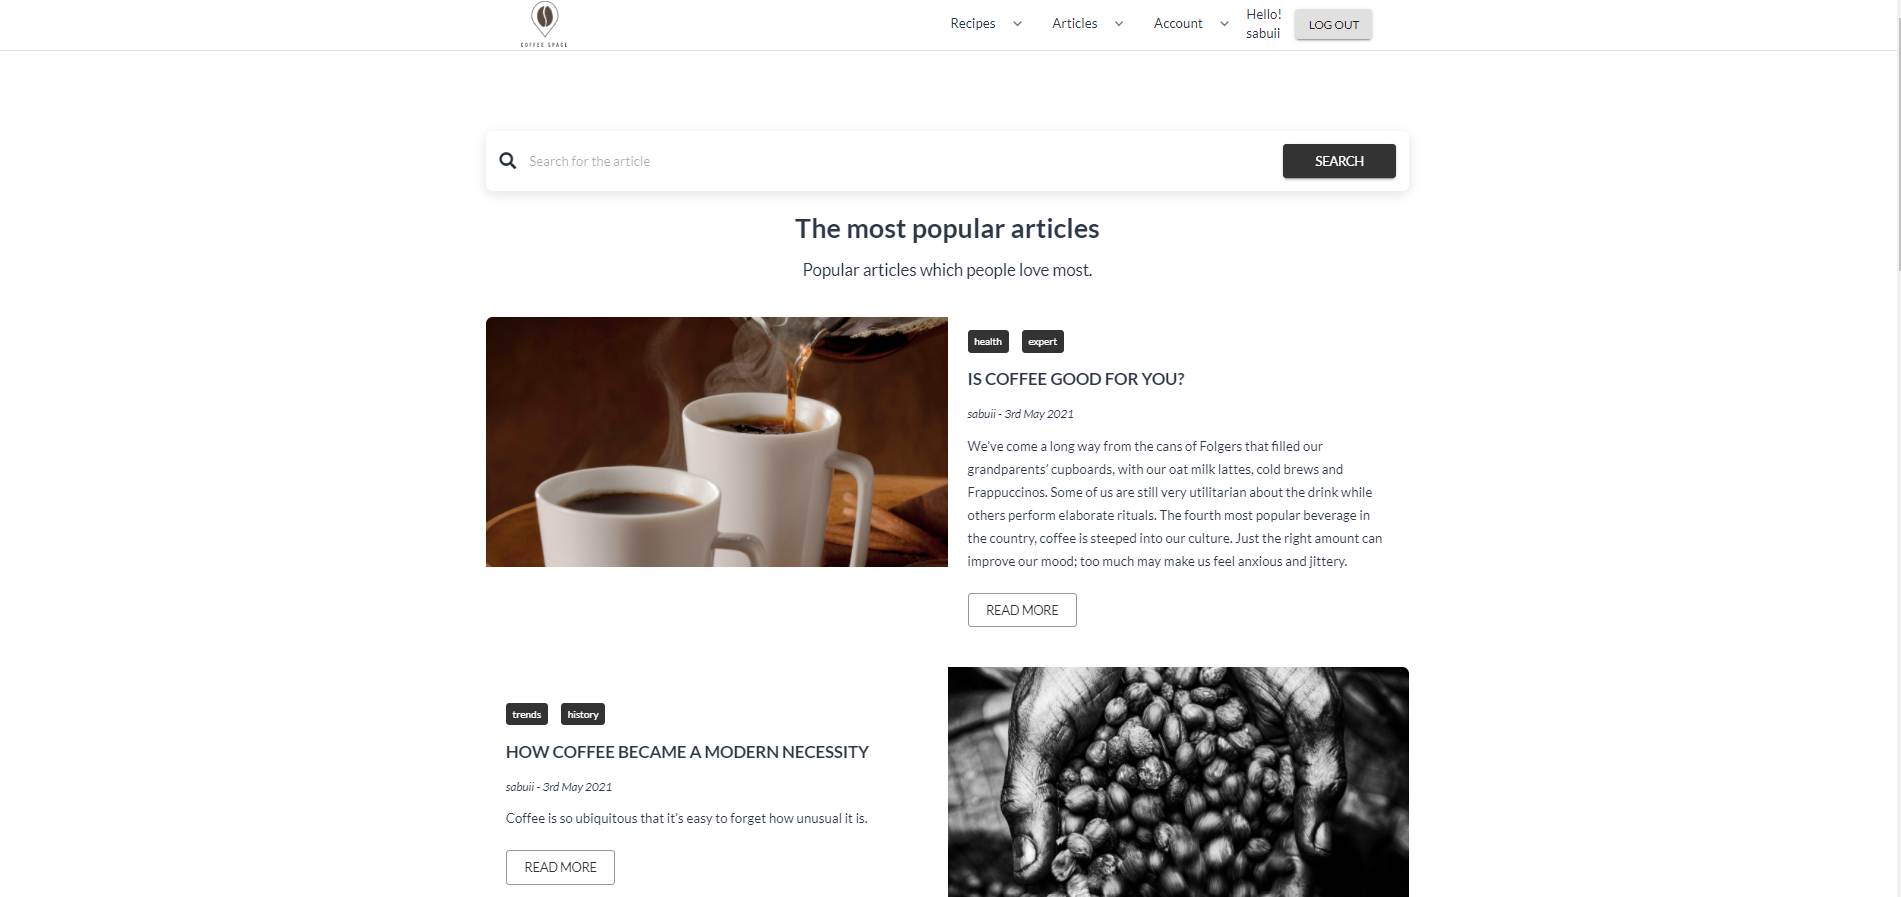 COFFEE SPACE
Recipes
Articles
Account
Hello!
sabuii
LOG OUT
Search for the article
SEARCH
The most popular articles
Popular articles which people love most.
health
expert
IS COFFEE GOOD FOR YOU?
sabuii - 3rd May 2021
We’ve come a long way from the cans of Folgers that filled our
grandparents’ cupboards, with our oat milk lattes, cold brews and
Frappuccinos. Some of us are still very utilitarian about the drink while
others perform elaborate rituals. The fourth most popular beverage in
the country, coffee is steeped into our culture. Just the right amount can
improve our mood; too much may make us feel anxious and jittery.
READ MORE
trends
history
HOW COFFEE BECAME A MODERN NECESSITY
sabuii - 3rd May 2021
Coffee is so ubiquitous that it’s easy to forget how unusual it is.
READ MORE